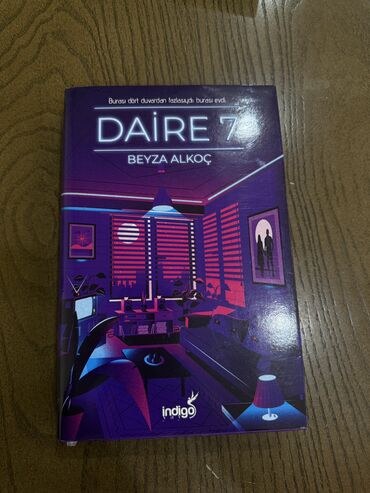 Burası dört duvardan fazlasıydı, burası evdi.
DAİRE 7
BEYZA ALKOÇ
indigo